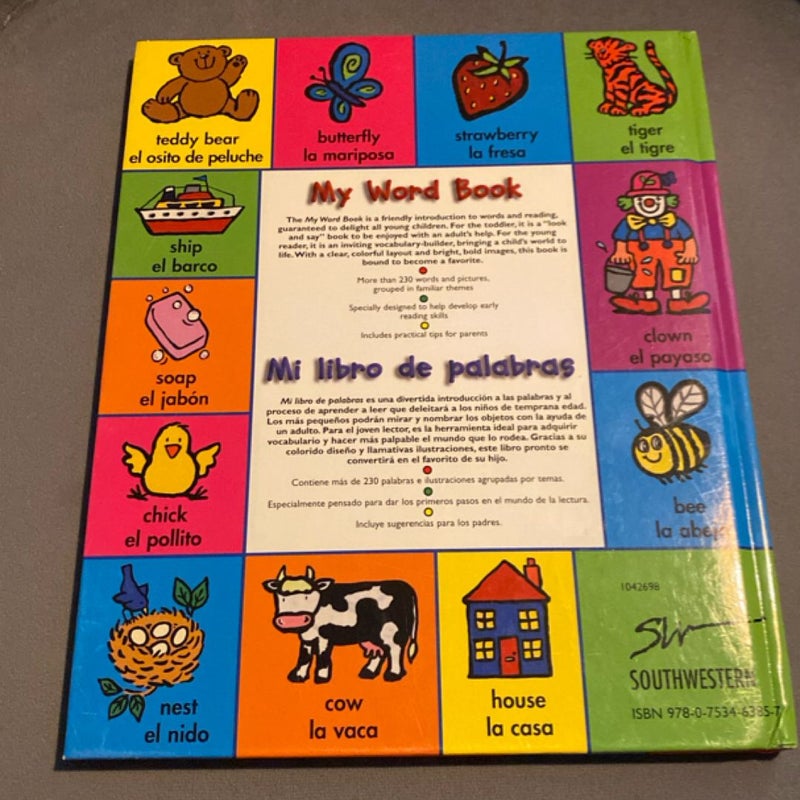 teddy bear
el osito de peluche
butterfly
la mariposa
strawberry
la fresa
tiger
el tigre
ship
el barco
My Word Book
The My Word Book is a friendly introduction to words and reading,
guaranteed to delight all young children. For the toddler, it is a "look
and say" book to be enjoyed with an adult's help. For the young
reader, it is an inviting vocabulary-builder, bringing a child's world to
life. With a clear, colorful layout and bright, bold images, this book is
bound to become a favorite.
More than 230 words and pictures,
grouped in familiar themes
Specially designed to help develop early
reading skills
Includes practical tips for parents
clown
el payaso
soap
el jabón
Mi libro de palabras
Mi libro de palabras es una divertida introducción a las palabras y al
proceso de aprender a leer que deleitará a los niños de temprana edad.
Los más pequeños podrán mirar y nombrar los objetos con la ayuda de
un adulto. Para el joven lector, es la herramienta ideal para adquirir
vocabulario y hacer más palpable el mundo que lo rodea. Gracias a su
colorido diseño y llamativas ilustraciones, este libro pronto se
convertirá en el favorito de su hijo.
Contiene más de 230 palabras e ilustraciones agrupadas por temas.
Especialmente pensado para dar los primeros pasos en el mundo de la lectura.
Incluye sugerencias para los padres.
chick
el pollito
bee
la abeja
nest
el nido
cow
la vaca
house
la casa
1042698
SW
SOUTHWESTERN
ISBN 978-0-7534-6385-7